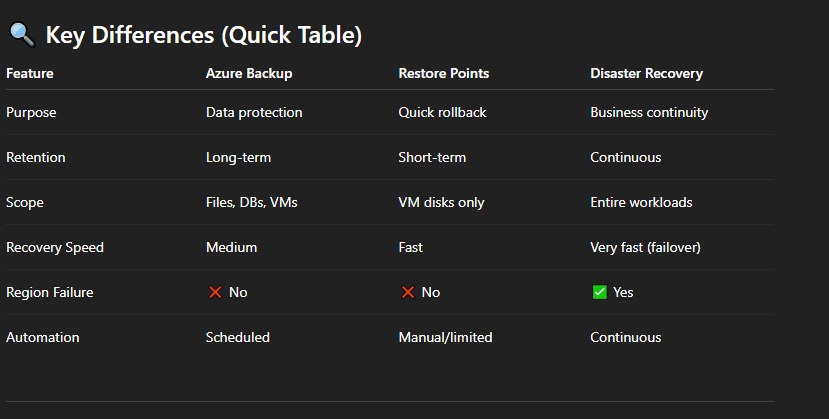 🔍 Key Differences (Quick Table)
Feature Azure Backup Restore Points Disaster Recovery
Purpose Data protection Quick rollback Business continuity
Retention Long-term Short-term Continuous
Scope Files, DBs, VMs VM disks only Entire workloads
Recovery Speed Medium Fast Very fast (failover)
Region Failure ❌ No ❌ No ✅ Yes
Automation Scheduled Manual/limited Continuous